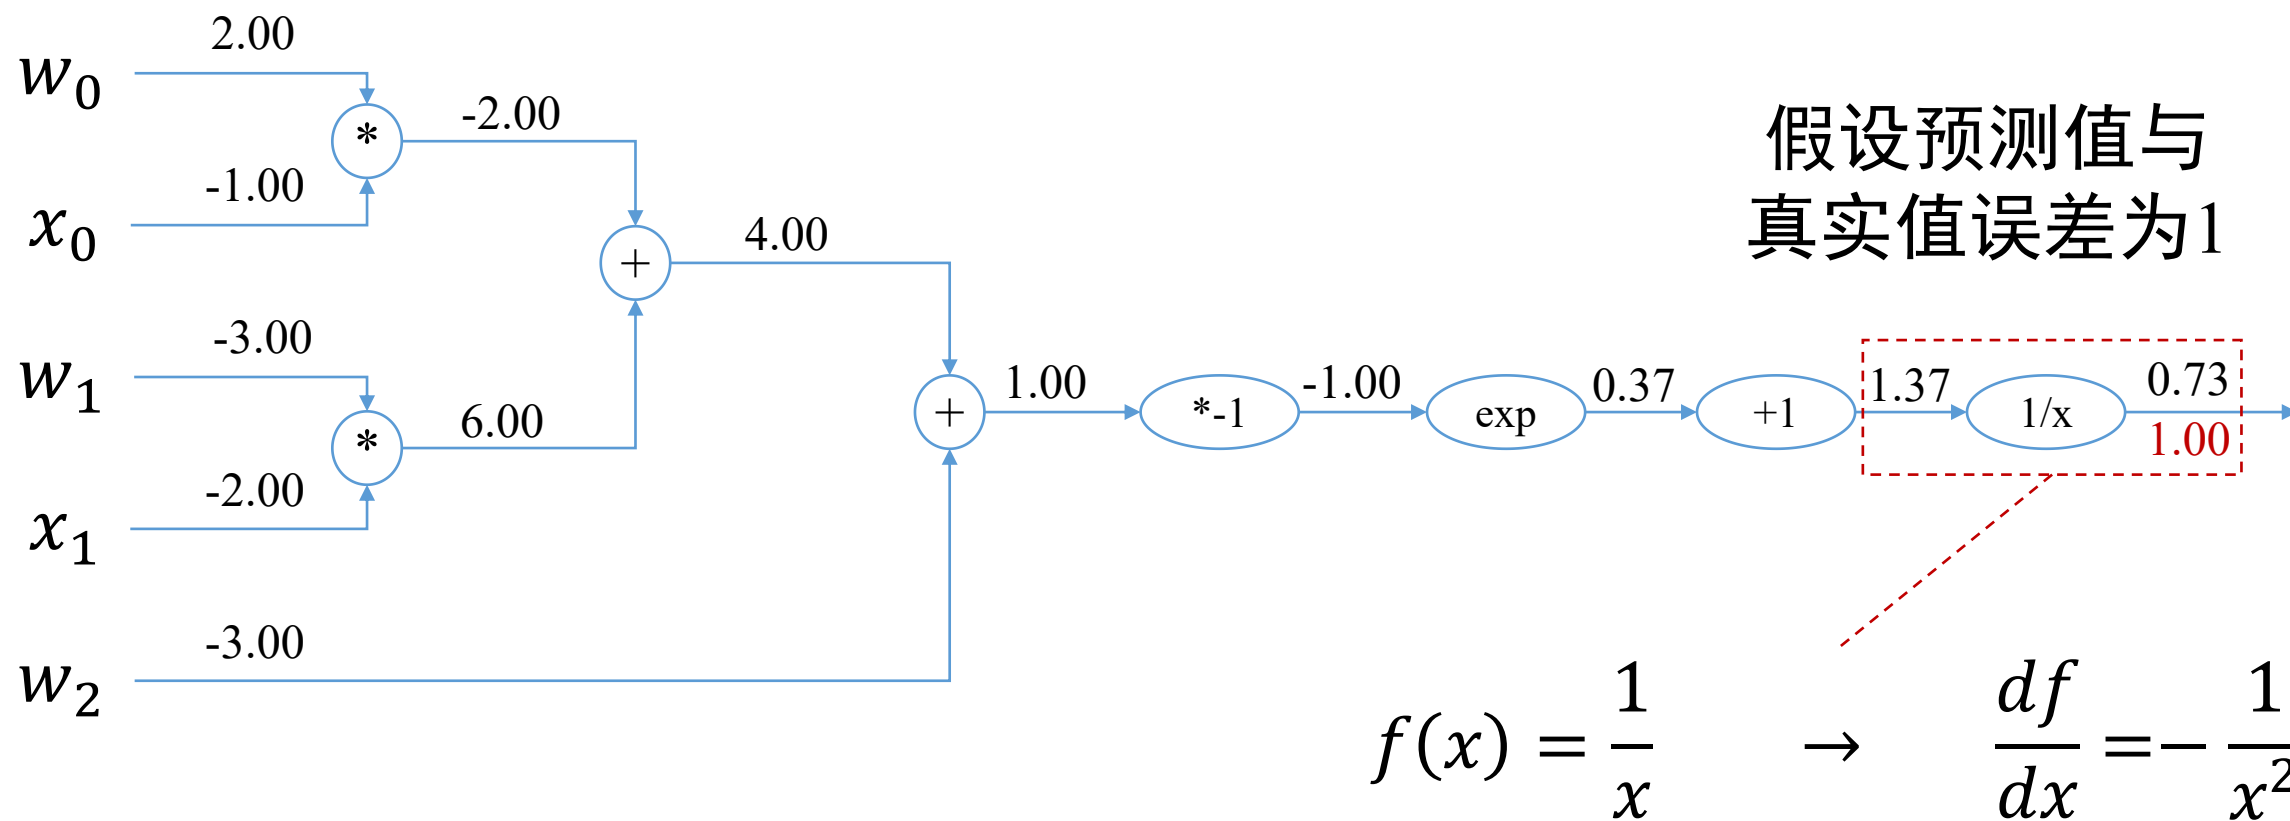 2.00
w₀
*
-2.00
-1.00
x₀
假设预测值与
真实值误差为1
+
4.00
-3.00
w₁
*
6.00
-2.00
x₁
+
1.00
*-1
-1.00
exp
0.37
+1
1.37
1/x
0.73
1.00
-3.00
w₂
f(x) = 1/x → df/dx = − 1/x²